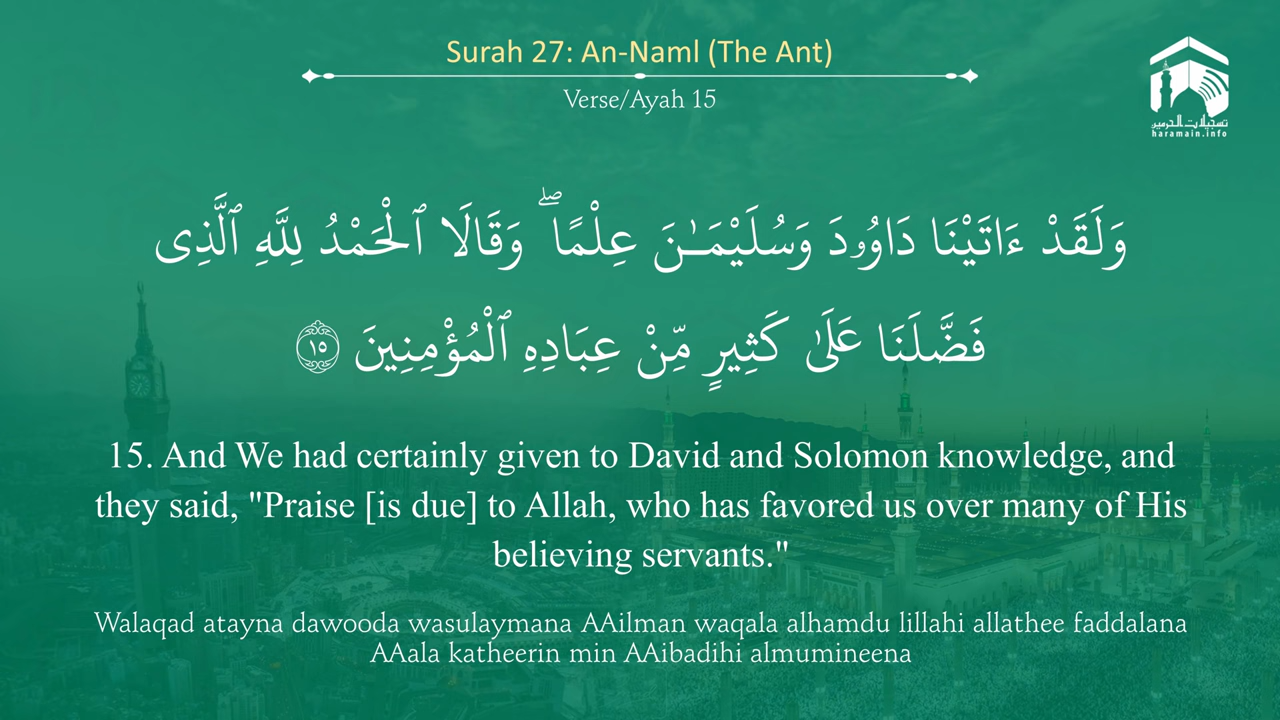 Surah 27: An-Naml (The Ant)
Verse/Ayah 15
تسجيلات الحرمين
haramain.info
وَلَقَدْ ءَاتَيْنَا دَاوُۥدَ وَسُلَيْمَـٰنَ عِلْمًا ۖ وَقَالَا ٱلْحَمْدُ لِلَّهِ ٱلَّذِى
فَضَّلَنَا عَلَىٰ كَثِيرٍ مِّنْ عِبَادِهِ ٱلْمُؤْمِنِينَ ١٥
15. And We had certainly given to David and Solomon knowledge, and
they said, "Praise [is due] to Allah, who has favored us over many of His
believing servants."
Walaqad atayna dawooda wasulaymana AAilman waqala alhamdu lillahi allathee faddalana
AAala katheerin min AAibadihi almumineena